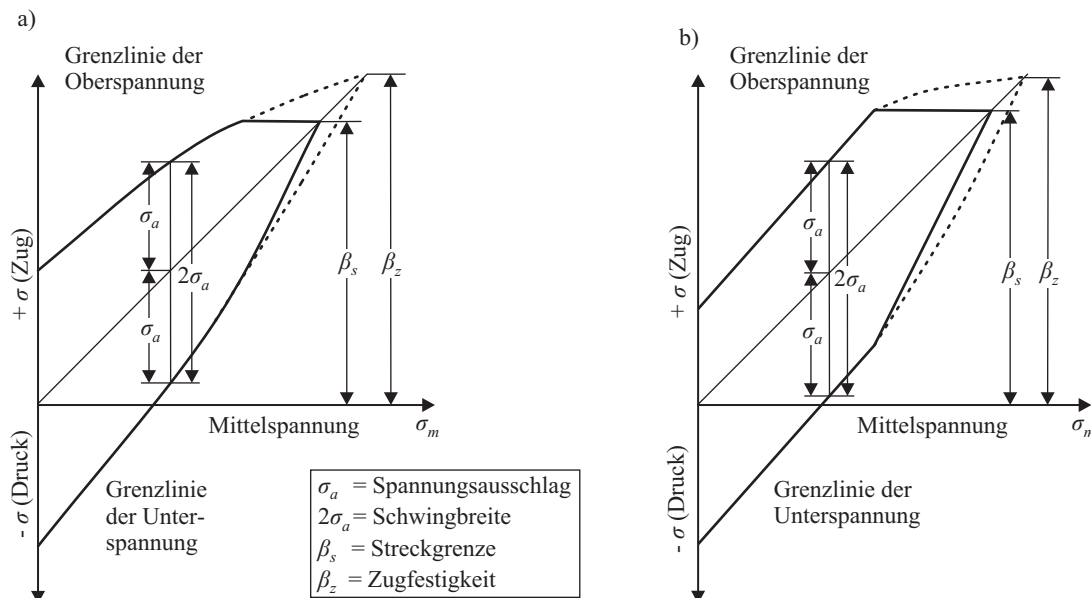 a)
Grenzlinie der
Oberspannung
+ σ (Zug)
- σ (Druck)
σa
σa
2σa
βs
βz
Mittelspannung
σm
Grenzlinie
der Unter-
spannung
σa = Spannungsausschlag
2σa = Schwingbreite
βs = Streckgrenze
βz = Zugfestigkeit
b)
Grenzlinie der
Oberspannung
+ σ (Zug)
- σ (Druck)
σa
σa
2σa
βs
βz
Mittelspannung
σm
Grenzlinie der
Unterspannung